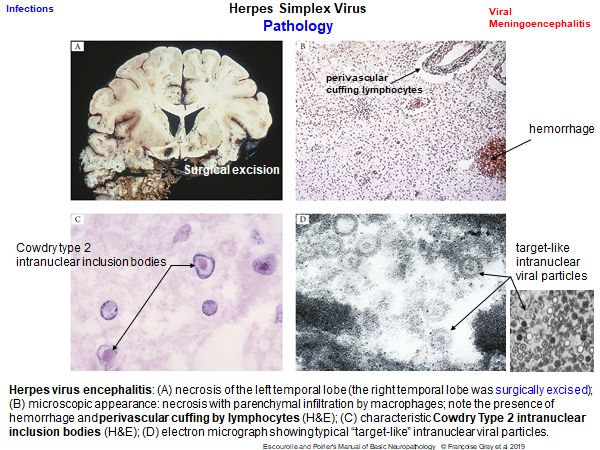 Infections
Herpes Simplex Virus
Pathology
Viral
Meningoencephalitis
A
Surgical excision
B
perivascular
cuffing lymphocytes
hemorrhage
C
Cowdry type 2
intranuclear inclusion bodies
D
target-like
intranuclear
viral particles
Herpes virus encephalitis: (A) necrosis of the left temporal lobe (the right temporal lobe was surgically excised);
(B) microscopic appearance: necrosis with parenchymal infiltration by macrophages; note the presence of
hemorrhage and perivascular cuffing by lymphocytes (H&E); (C) characteristic Cowdry Type 2 intranuclear
inclusion bodies (H&E); (D) electron micrograph showing typical “target-like” intranuclear viral particles.
Escourolle and Poirier's Manual of Basic Neuropathology © Françoise Gray et al 2019